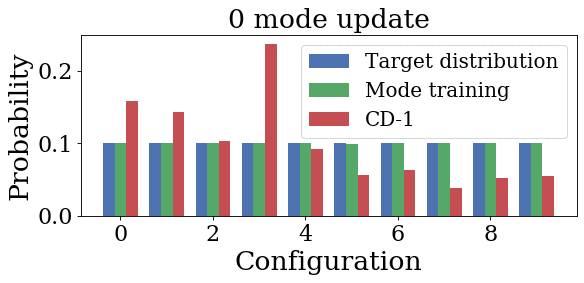 0 mode update
Probability
0.2
0.1
0.0
Target distribution
Mode training
CD-1
0 2 4 6 8
Configuration